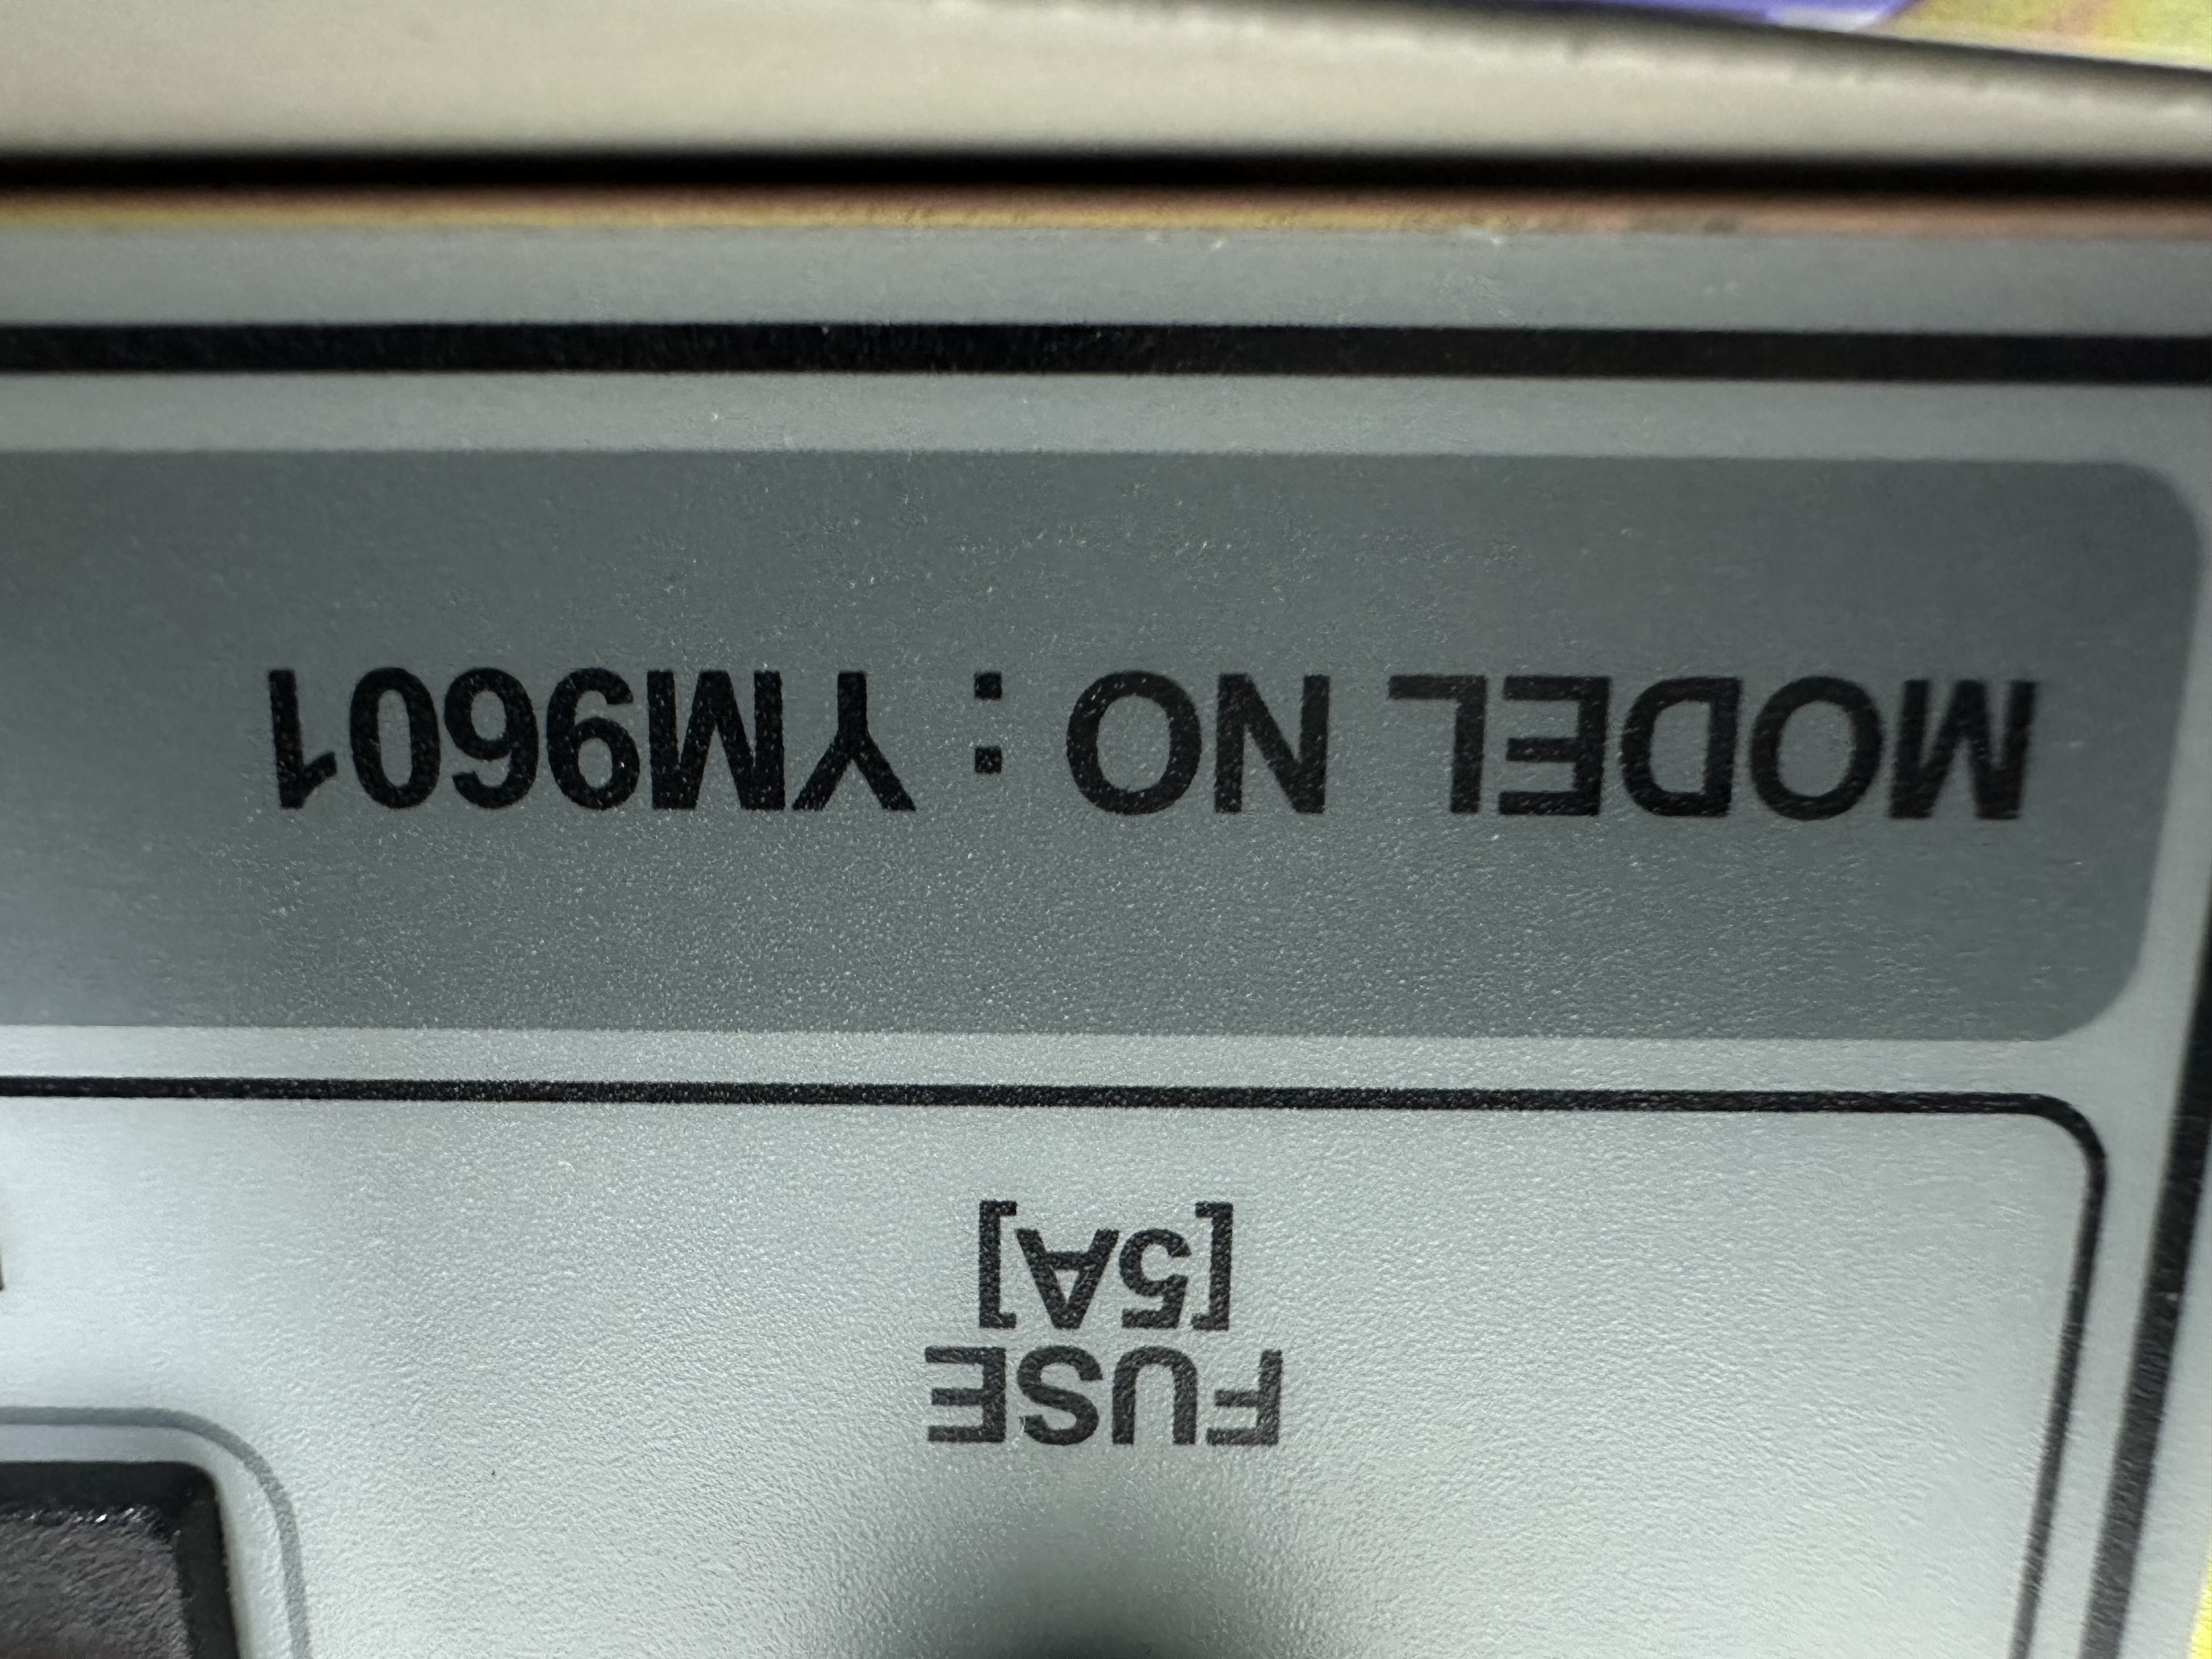 FUSE
[5A]
MODEL NO : YM9601